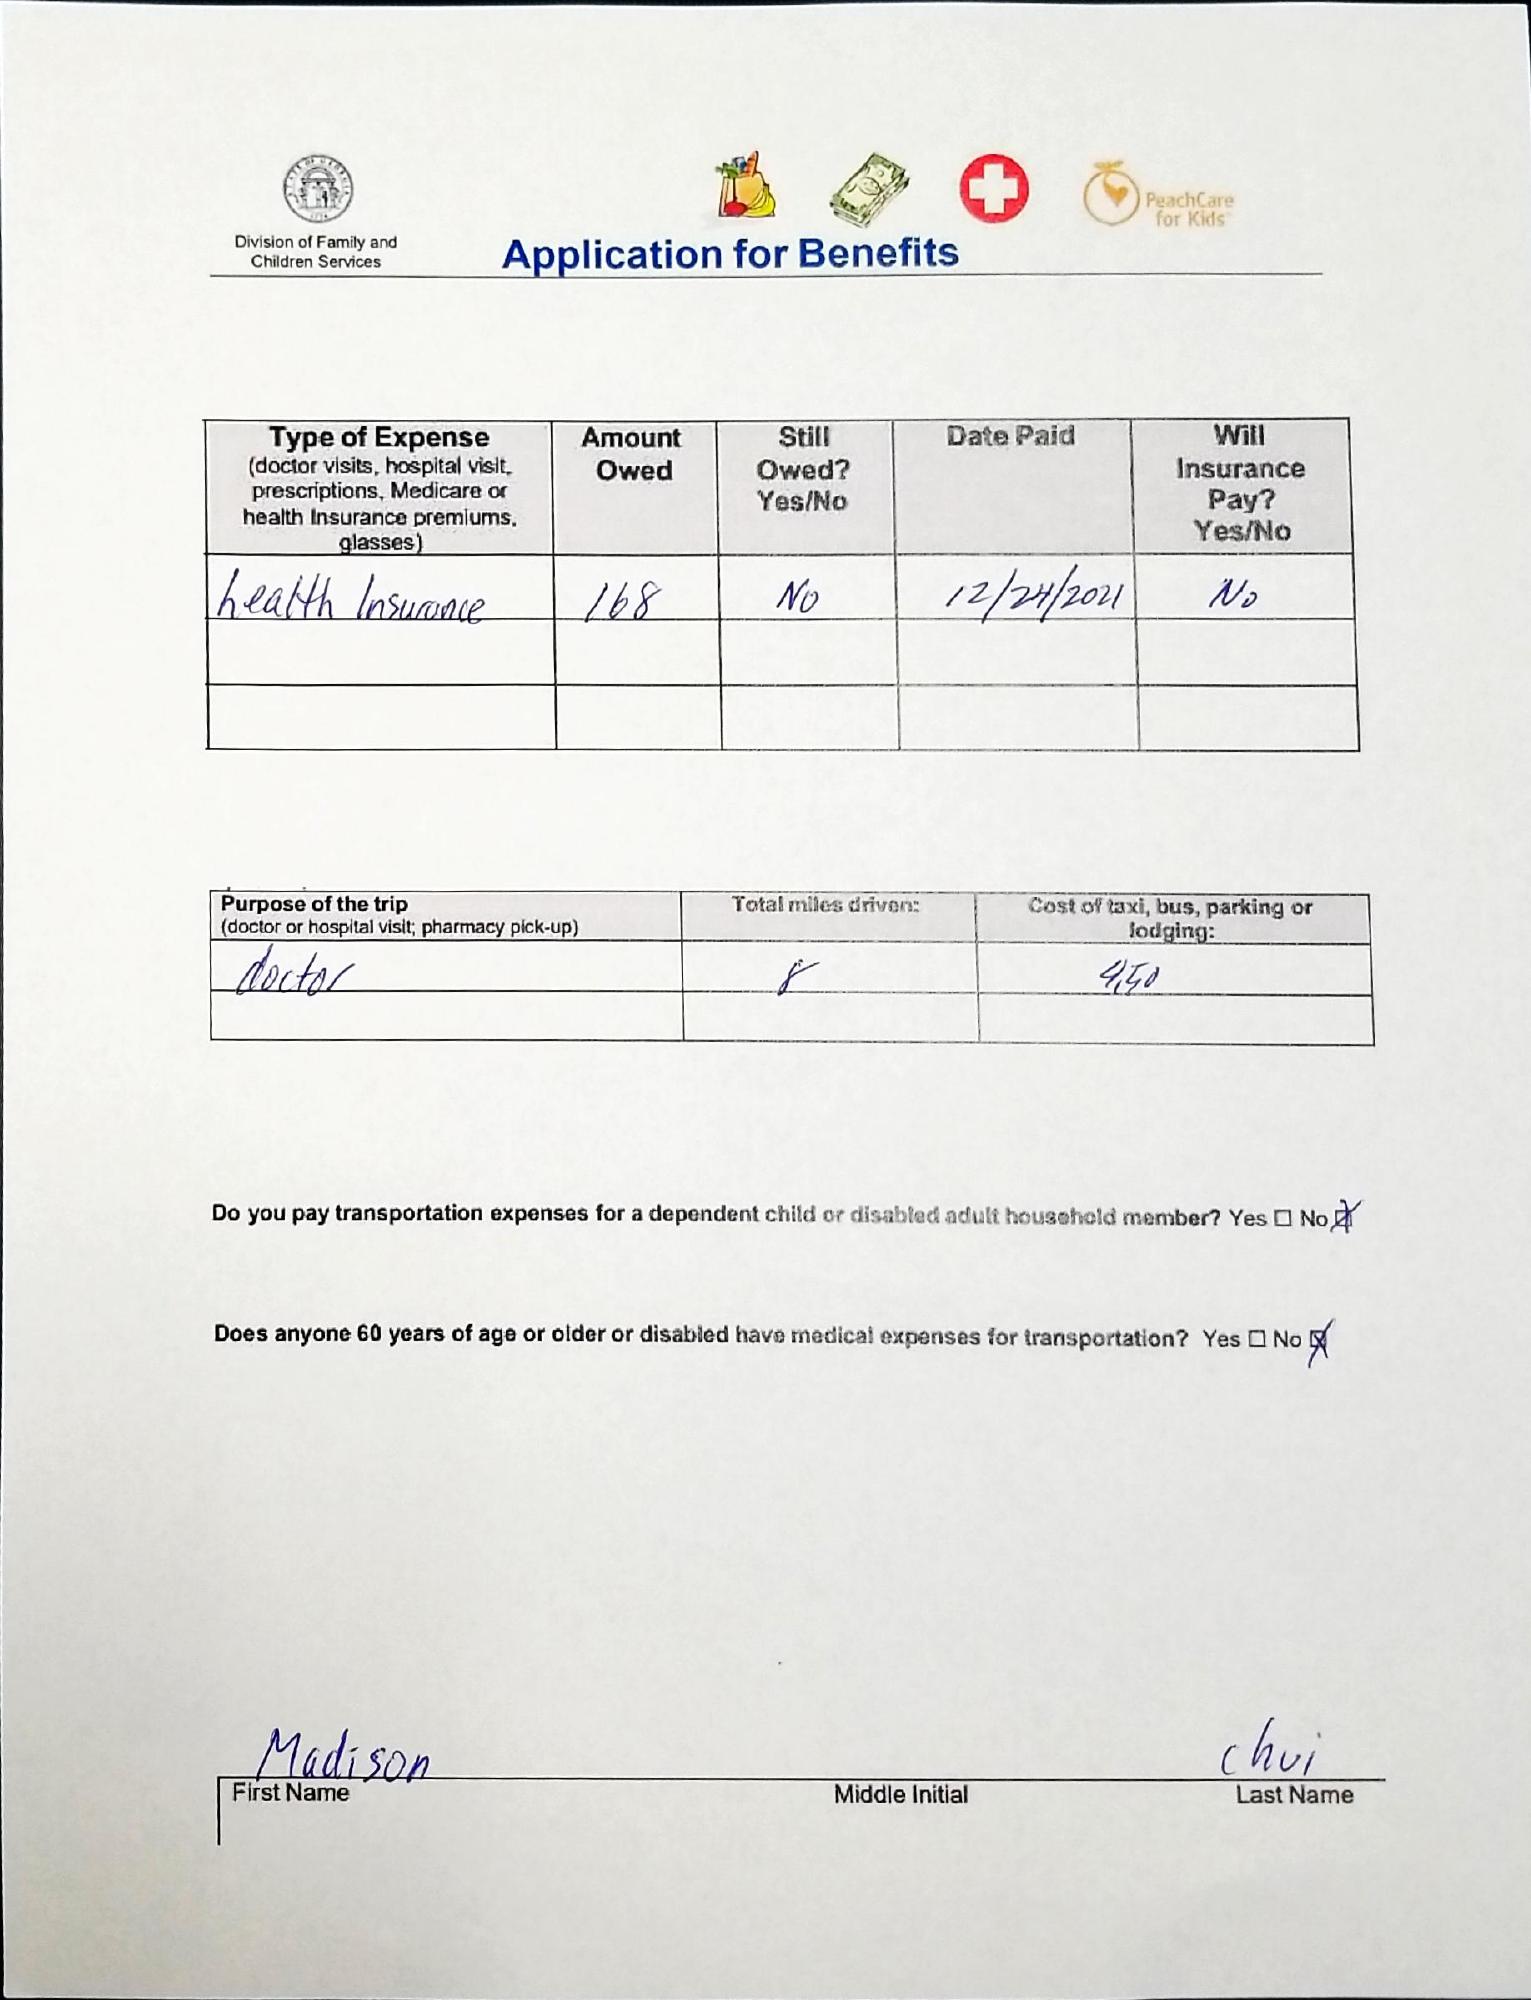 Division of Family and
Children Services
Application for Benefits
PeachCare
for Kids
Type of Expense
(doctor visits, hospital visit,
prescriptions, Medicare or
health Insurance premiums,
glasses)
Amount
Owed
Still
Owed?
Yes/No
Date Paid
Will
Insurance
Pay?
Yes/No
health Insurance 168 No 12/24/2021 No
Purpose of the trip
(doctor or hospital visit; pharmacy pick-up)
Total miles driven:
Cost of taxi, bus, parking or
lodging:
doctor 8 4,50
Do you pay transportation expenses for a dependent child or disabled adult household member? Yes ☐ No ☒
Does anyone 60 years of age or older or disabled have medical expenses for transportation? Yes ☐ No ☒
Madison chui
First Name Middle Initial Last Name